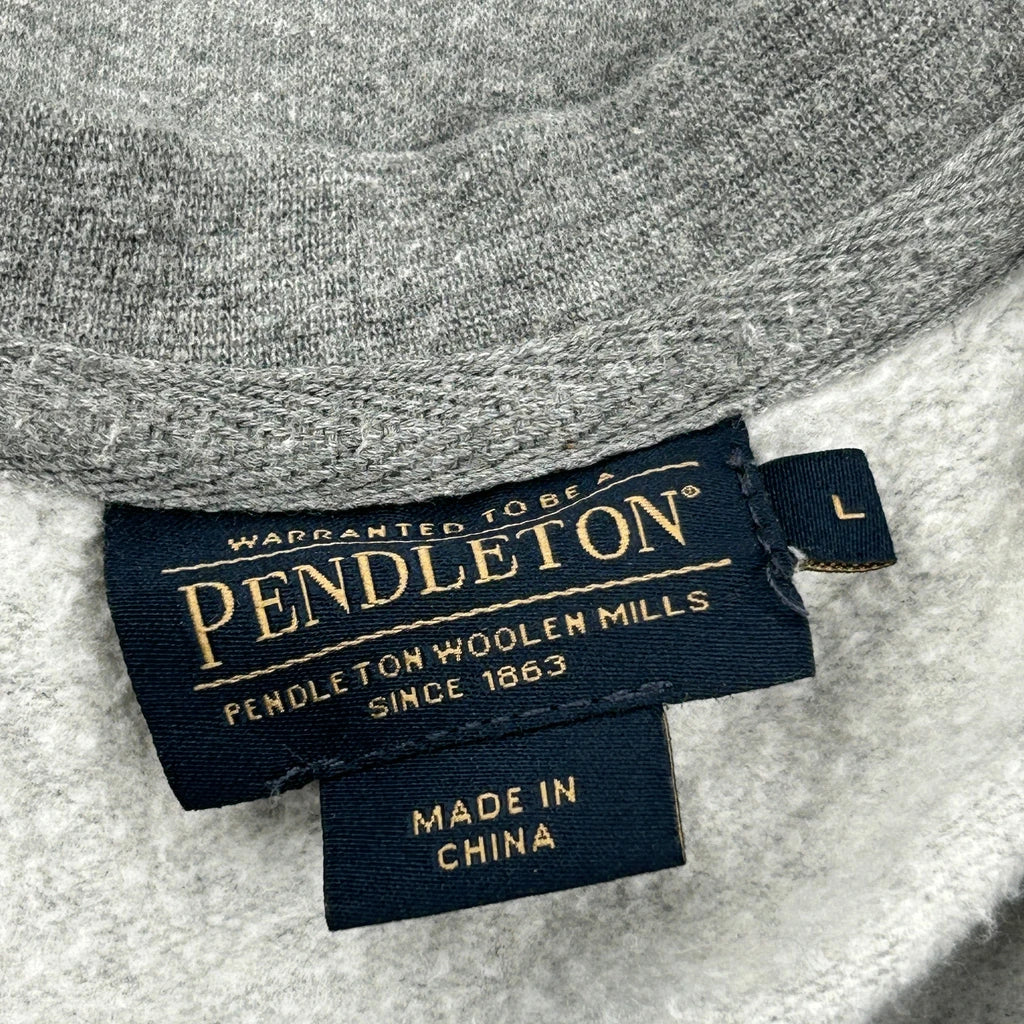 WARRANTED TO BE A
PENDLETON®
L
PENDLETON WOOLEN MILLS
SINCE 1863
MADE IN
CHINA